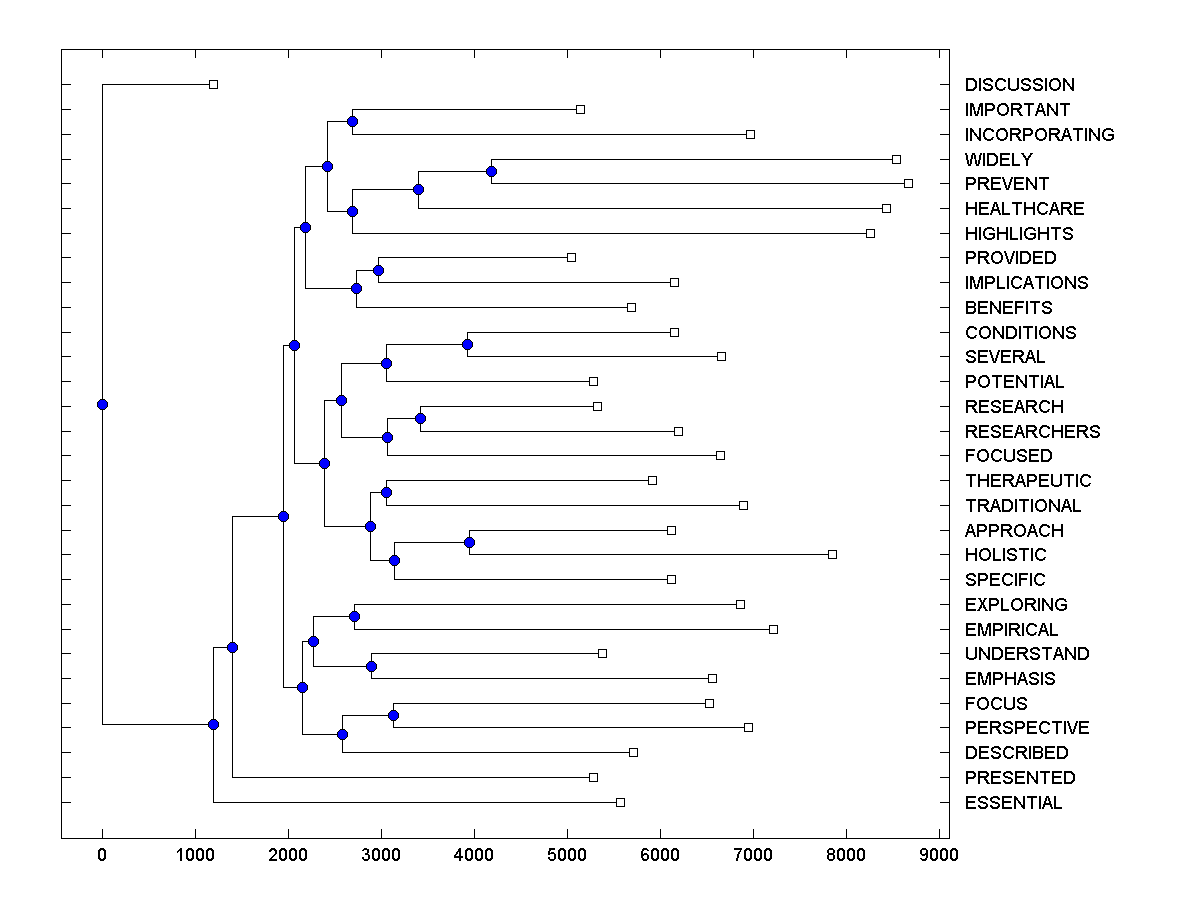 DISCUSSION
IMPORTANT
INCORPORATING
WIDELY
PREVENT
HEALTHCARE
HIGHLIGHTS
PROVIDED
IMPLICATIONS
BENEFITS
CONDITIONS
SEVERAL
POTENTIAL
RESEARCH
RESEARCHERS
FOCUSED
THERAPEUTIC
TRADITIONAL
APPROACH
HOLISTIC
SPECIFIC
EXPLORING
EMPIRICAL
UNDERSTAND
EMPHASIS
FOCUS
PERSPECTIVE
DESCRIBED
PRESENTED
ESSENTIAL
0 1000 2000 3000 4000 5000 6000 7000 8000 9000